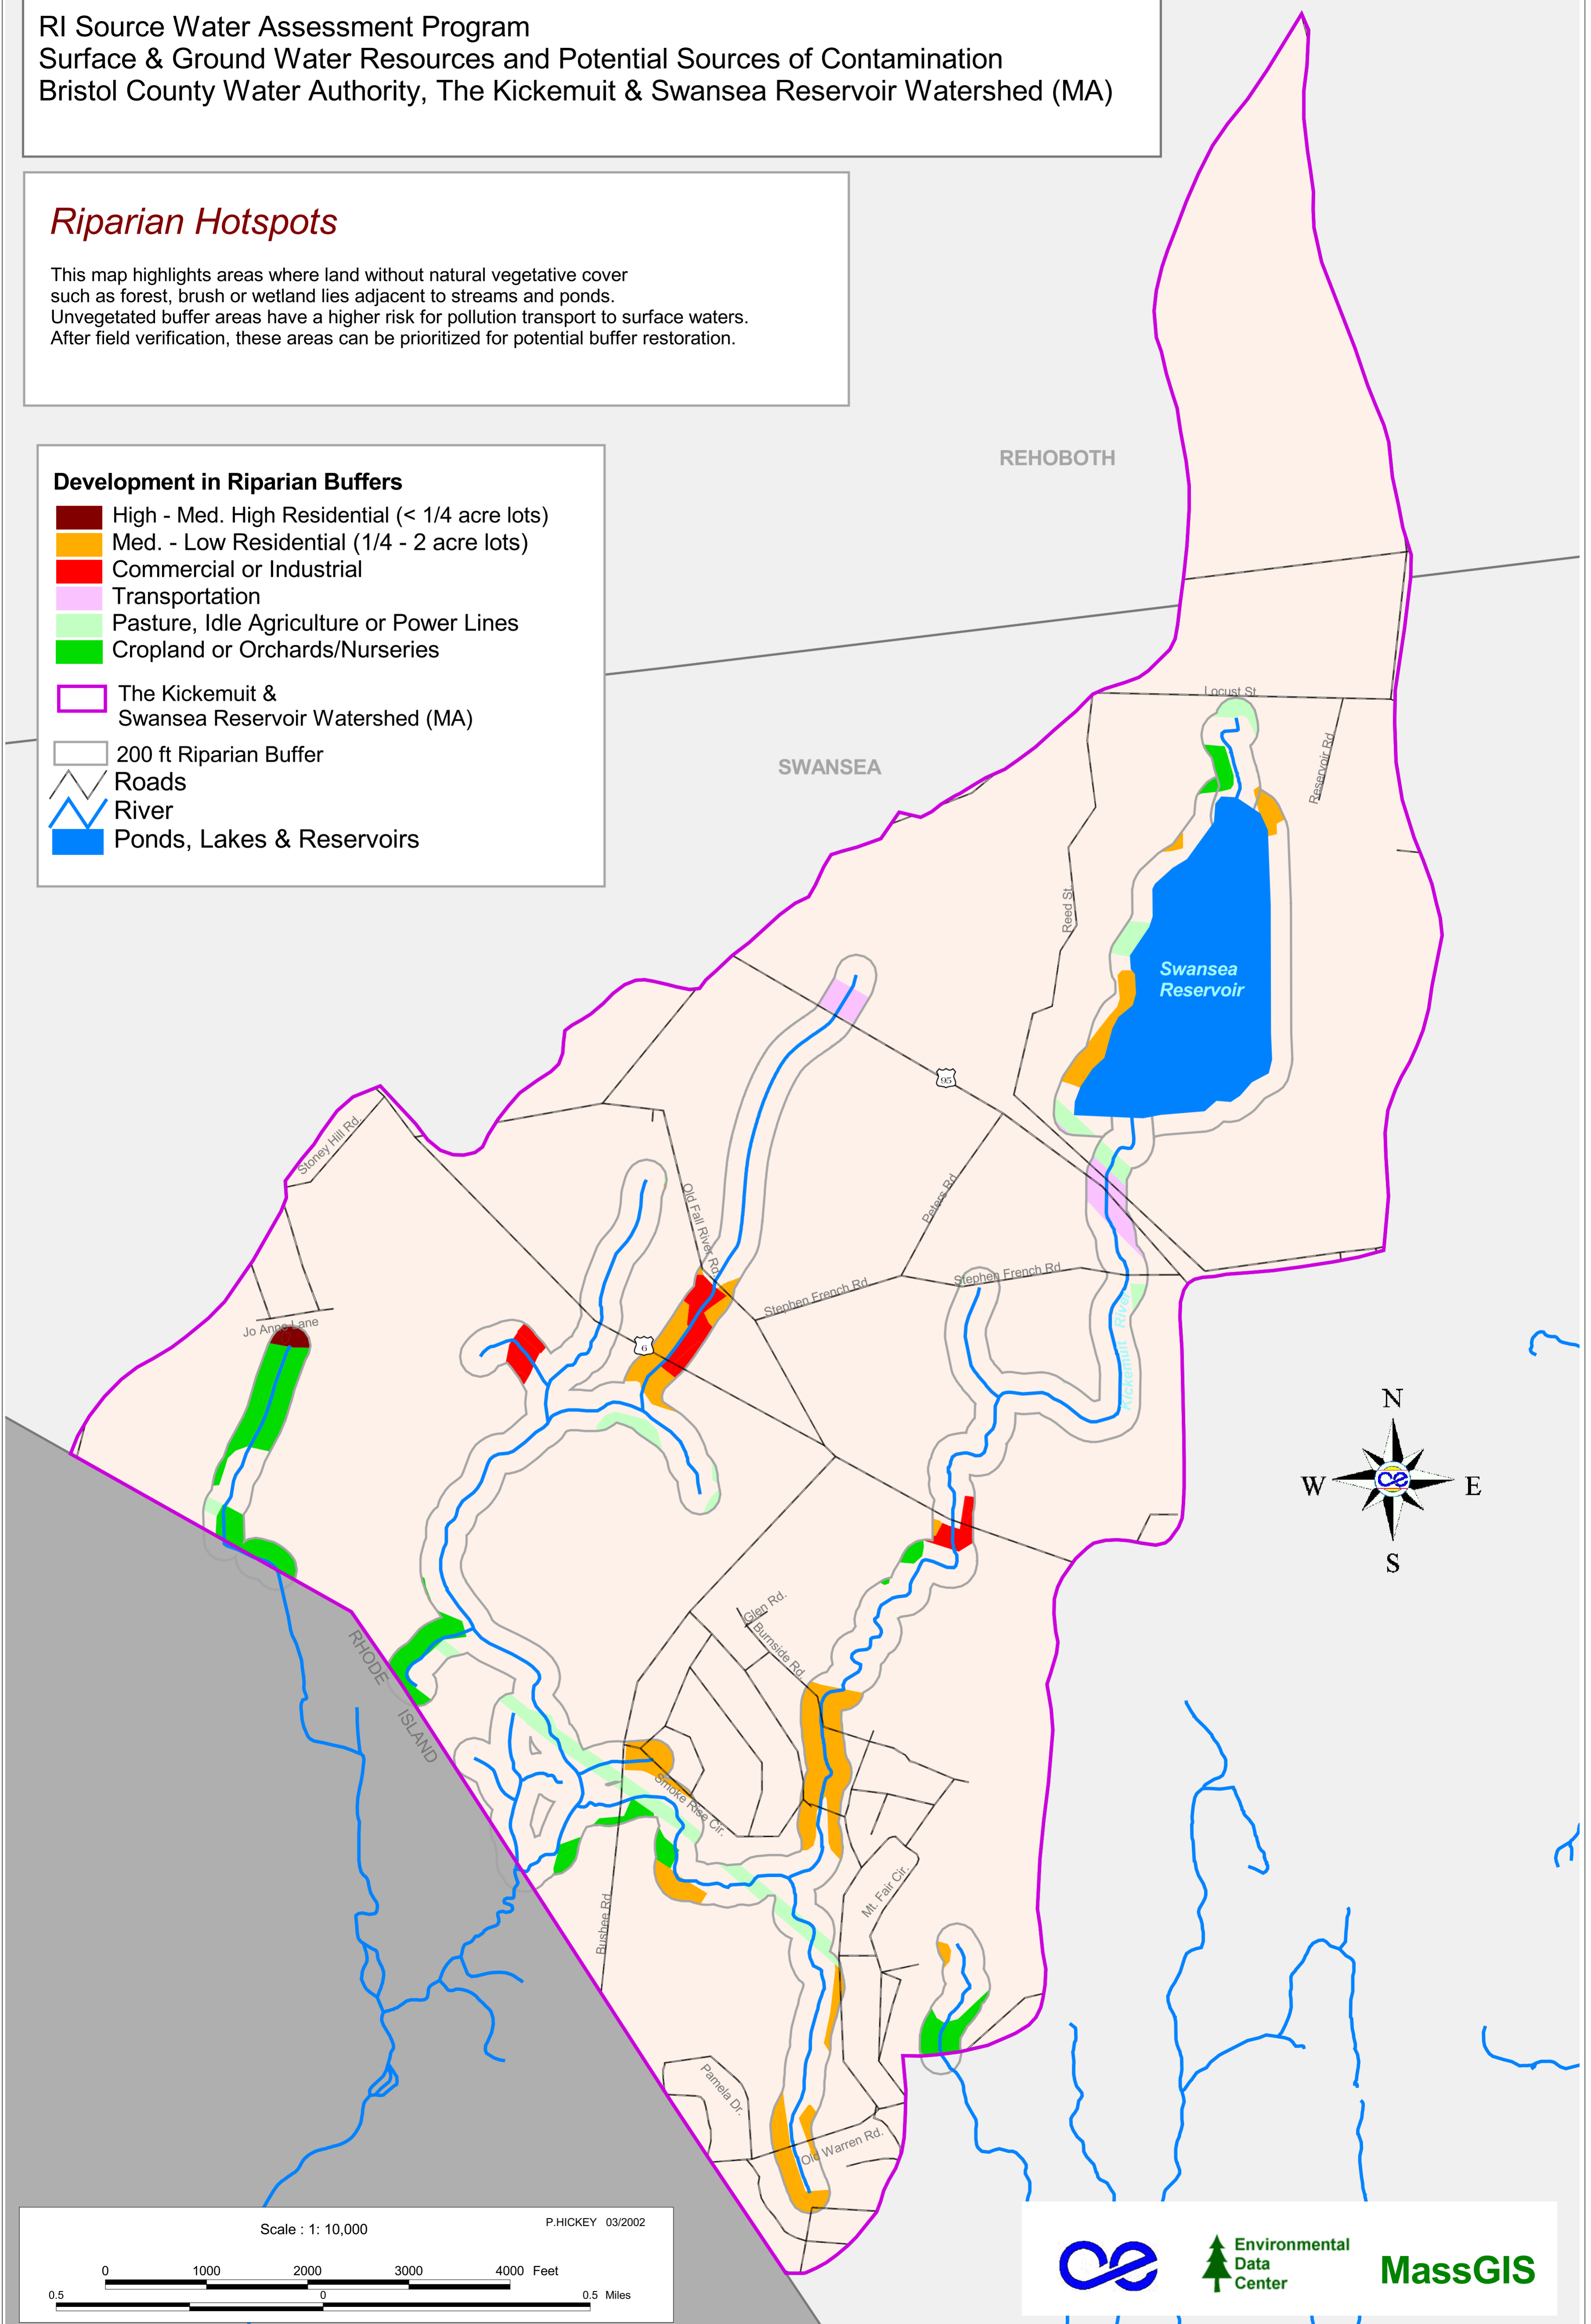 RI Source Water Assessment Program
Surface & Ground Water Resources and Potential Sources of Contamination
Bristol County Water Authority, The Kickemuit & Swansea Reservoir Watershed (MA)
Riparian Hotspots
This map highlights areas where land without natural vegetative cover
such as forest, brush or wetland lies adjacent to streams and ponds.
Unvegetated buffer areas have a higher risk for pollution transport to surface waters.
After field verification, these areas can be prioritized for potential buffer restoration.
Development in Riparian Buffers
High - Med. High Residential (< 1/4 acre lots)
Med. - Low Residential (1/4 - 2 acre lots)
Commercial or Industrial
Transportation
Pasture, Idle Agriculture or Power Lines
Cropland or Orchards/Nurseries
The Kickemuit &
Swansea Reservoir Watershed (MA)
200 ft Riparian Buffer
Roads
River
Ponds, Lakes & Reservoirs
REHOBOTH
SWANSEA
Locust St
Reservoir Rd
Reed St.
Swansea
Reservoir
95
Stoney Hill Rd
Old Fall River Rd
Peters Rd
Stephen French Rd
Stephen French Rd
Jo Anne Lane
6
Kickemuit River
N
W
CE
E
S
Glen Rd.
Burnside Rd.
RHODE ISLAND
Smoke Rise Cir.
Mt. Fair Cir.
Bushee Rd
Pamela Dr.
Old Warren Rd.
Scale : 1: 10,000
P.HICKEY 03/2002
0 1000 2000 3000 4000 Feet
0.5 0 0.5 Miles
ce
Environmental
Data
Center
MassGIS